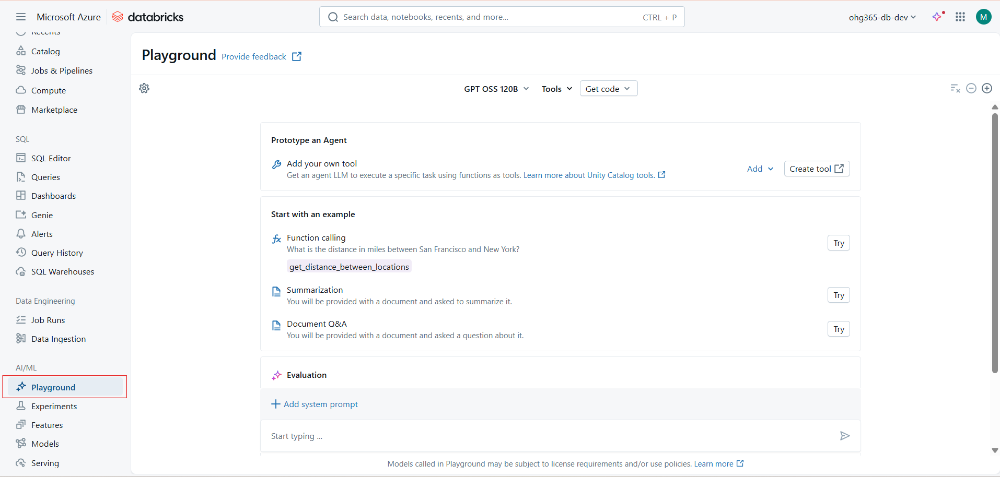 Microsoft Azure databricks
Search data, notebooks, recents, and more... CTRL + P
ohg365-db-dev
M
Recents
Catalog
Jobs & Pipelines
Compute
Marketplace
SQL
SQL Editor
Queries
Dashboards
Genie
Alerts
Query History
SQL Warehouses
Data Engineering
Job Runs
Data Ingestion
AI/ML
Playground
Experiments
Features
Models
Serving
Playground Provide feedback
GPT OSS 120B Tools Get code
Prototype an Agent
Add your own tool
Get an agent LLM to execute a specific task using functions as tools. Learn more about Unity Catalog tools.
Add Create tool
Start with an example
Function calling
What is the distance in miles between San Francisco and New York?
get_distance_between_locations
Try
Summarization
You will be provided with a document and asked to summarize it.
Try
Document Q&A
You will be provided with a document and asked a question about it.
Try
Evaluation
Add system prompt
Start typing ...
Models called in Playground may be subject to license requirements and/or use policies. Learn more